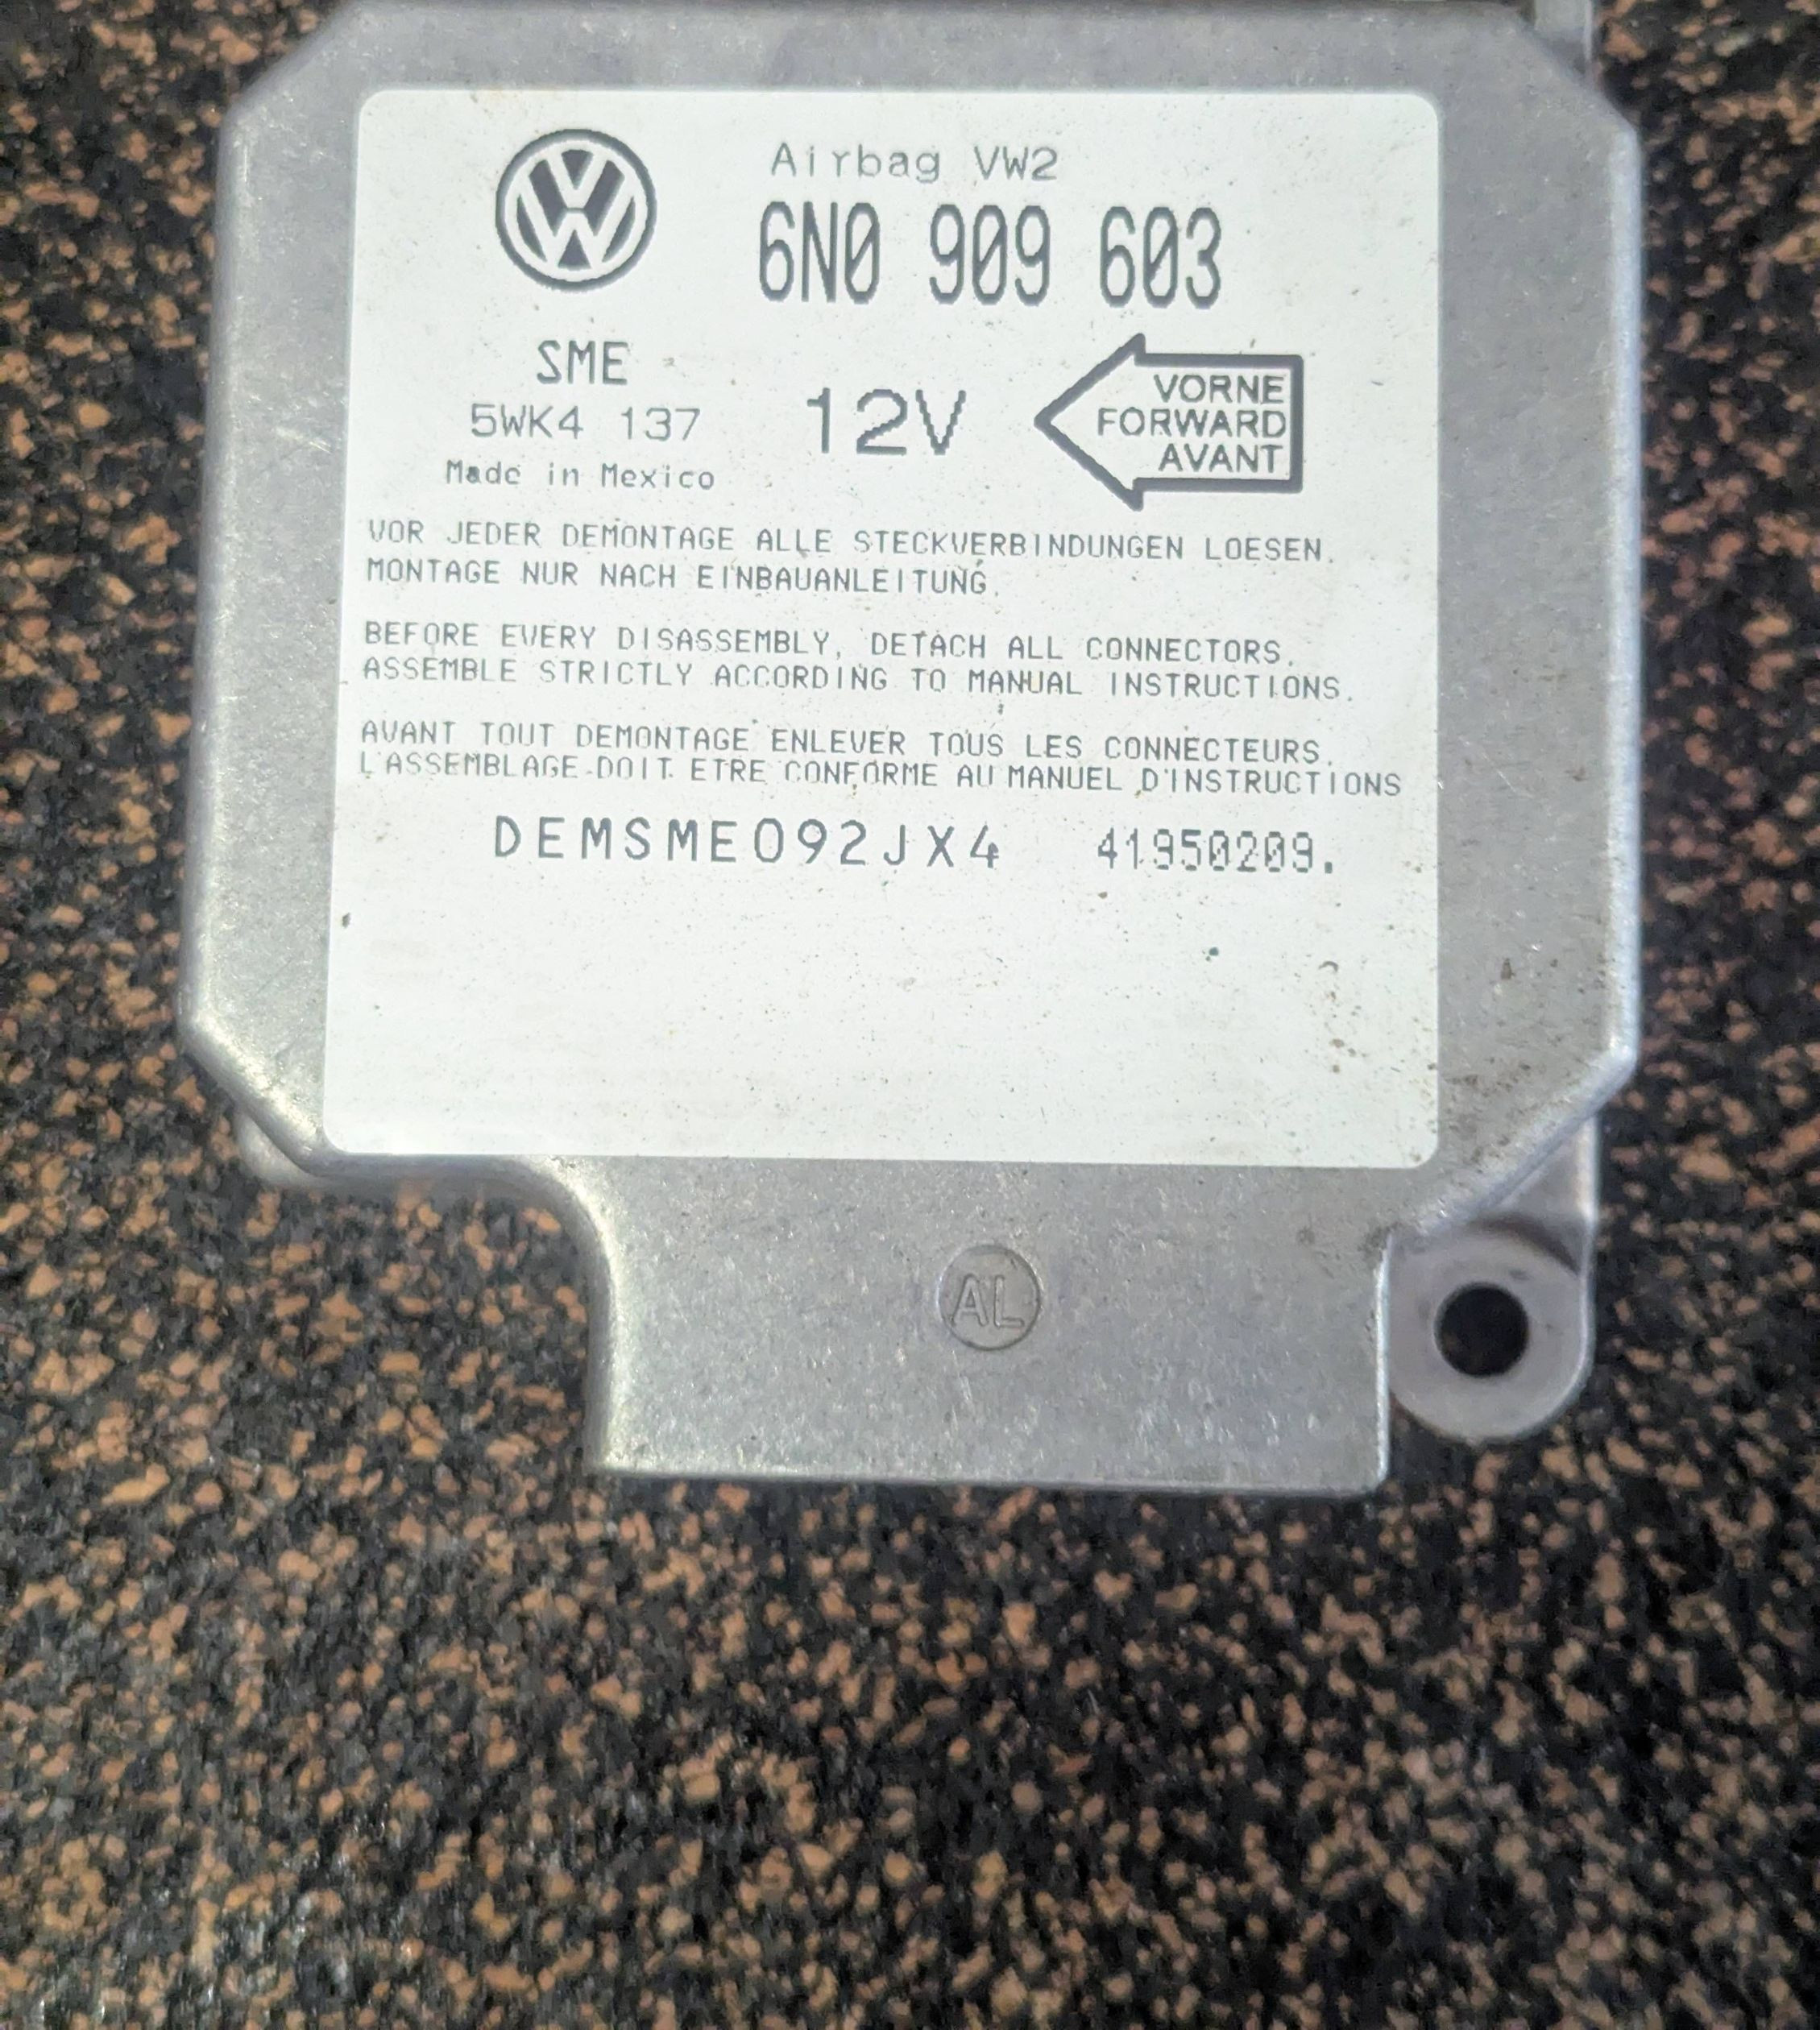 Airbag VW2
6N0 909 603
SME
5WK4 137
Made in Mexico
12V
VORNE
FORWARD
AVANT
VOR JEDER DEMONTAGE ALLE STECKVERBINDUNGEN LOESEN.
MONTAGE NUR NACH EINBAUANLEITUNG.
BEFORE EVERY DISASSEMBLY, DETACH ALL CONNECTORS.
ASSEMBLE STRICTLY ACCORDING TO MANUAL INSTRUCTIONS.
AVANT TOUT DEMONTAGE ENLEVER TOUS LES CONNECTEURS.
L'ASSEMBLAGE DOIT ETRE CONFORME AU MANUEL D'INSTRUCTIONS
DEMSME092JX4 41950209.
AL